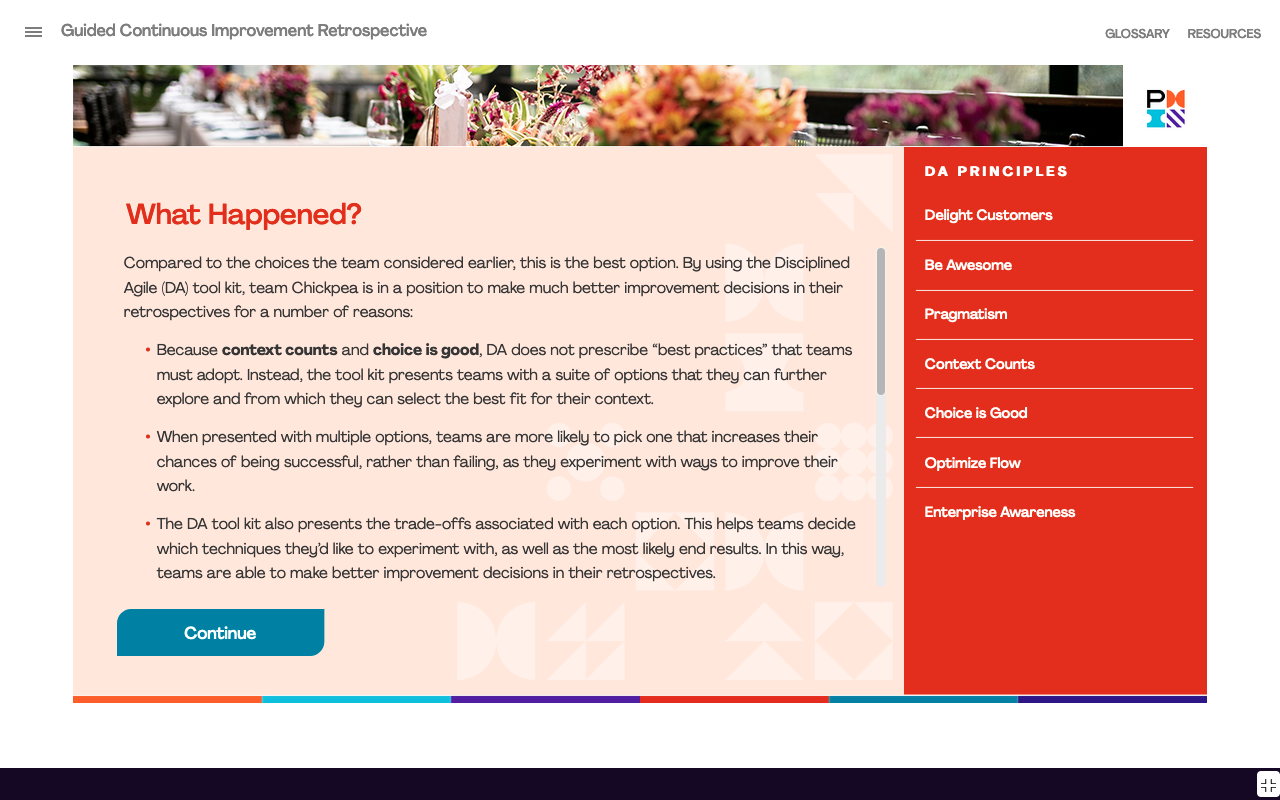 Guided Continuous Improvement Retrospective
GLOSSARY
RESOURCES
What Happened?
Compared to the choices the team considered earlier, this is the best option. By using the Disciplined
Agile (DA) tool kit, team Chickpea is in a position to make much better improvement decisions in their
retrospectives for a number of reasons:
• Because context counts and choice is good, DA does not prescribe “best practices” that teams
must adopt. Instead, the tool kit presents teams with a suite of options that they can further
explore and from which they can select the best fit for their context.
• When presented with multiple options, teams are more likely to pick one that increases their
chances of being successful, rather than failing, as they experiment with ways to improve their
work.
• The DA tool kit also presents the trade-offs associated with each option. This helps teams decide
which techniques they’d like to experiment with, as well as the most likely end results. In this way,
teams are able to make better improvement decisions in their retrospectives.
Continue
DA PRINCIPLES
Delight Customers
Be Awesome
Pragmatism
Context Counts
Choice is Good
Optimize Flow
Enterprise Awareness